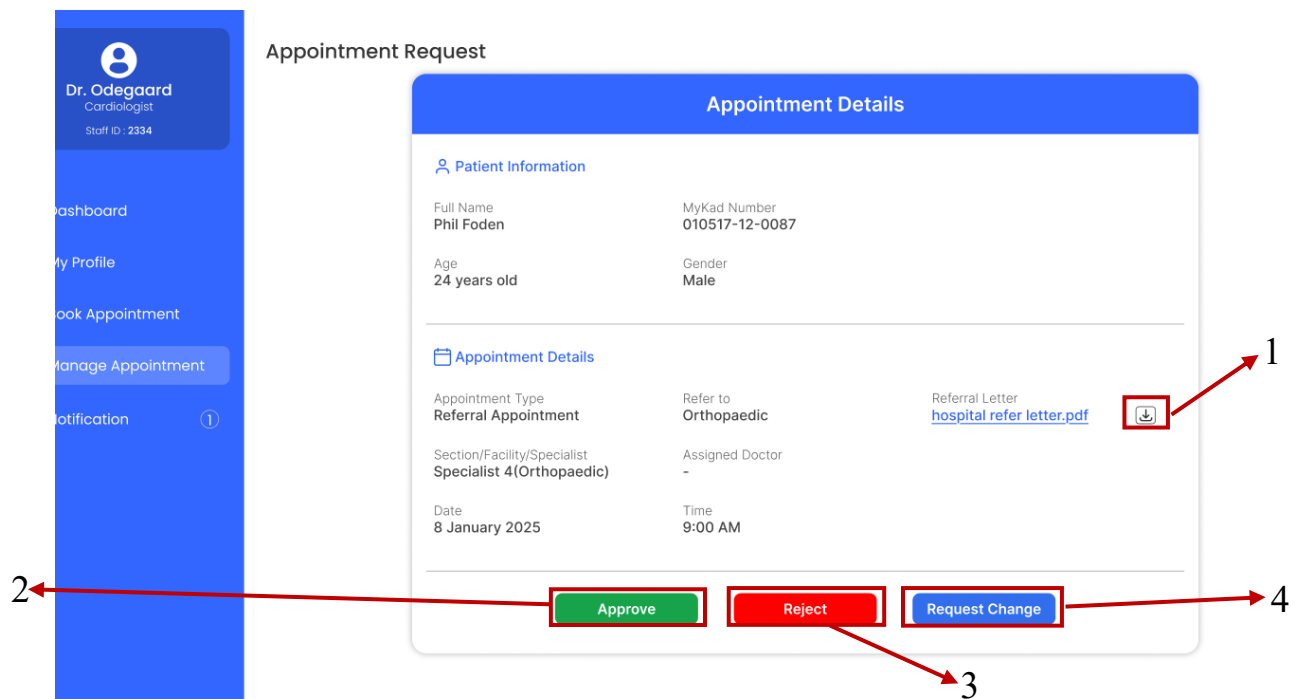 Appointment Request
Dr. Odegaard
Cardiologist
Staff ID : 2334
Dashboard
My Profile
Book Appointment
Manage Appointment
Notification 1
Appointment Details
Patient Information
Full Name MyKad Number
Phil Foden 010517-12-0087
Age Gender
24 years old Male
Appointment Details
Appointment Type Refer to Referral Letter
Referral Appointment Orthopaedic hospital refer letter.pdf
Section/Facility/Specialist Assigned Doctor
Specialist 4(Orthopaedic) -
Date Time
8 January 2025 9:00 AM
Approve Reject Request Change
1
2
3
4